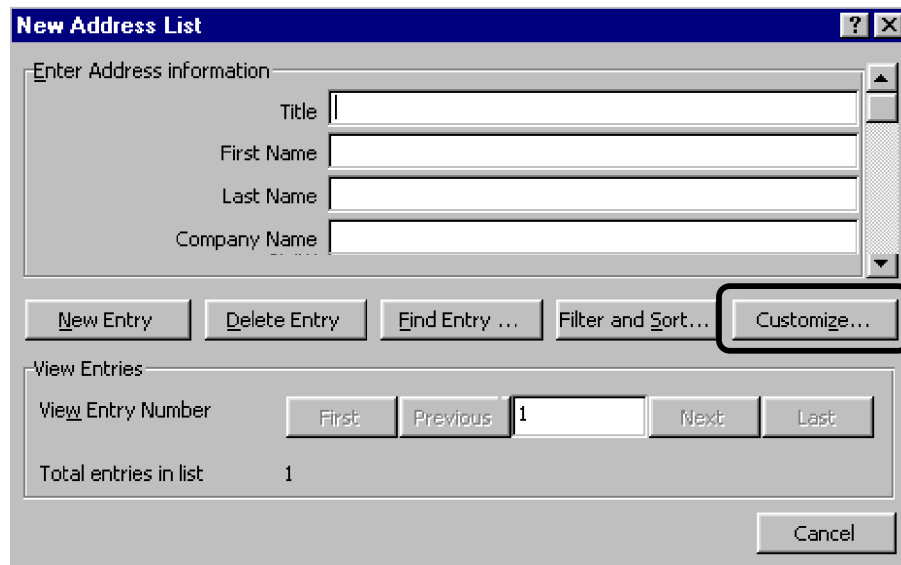 New Address List ? X
Enter Address information
Title
First Name
Last Name
Company Name
New Entry Delete Entry Find Entry ... Filter and Sort... Customize...
View Entries
View Entry Number First Previous 1 Next Last
Total entries in list 1
Cancel